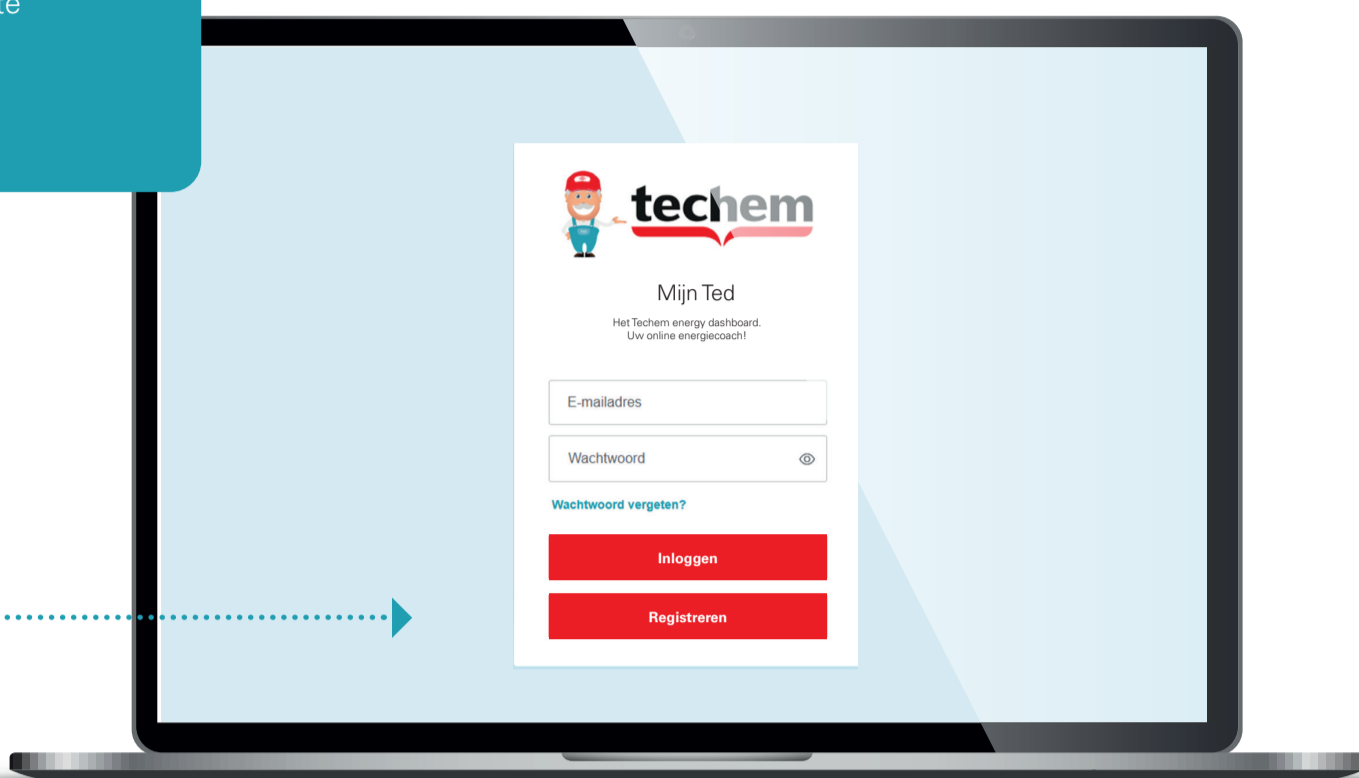 techem
Mijn Ted
Het Techem energy dashboard.
Uw online energiecoach!
E-mailadres
Wachtwoord
Wachtwoord vergeten?
Inloggen
Registreren